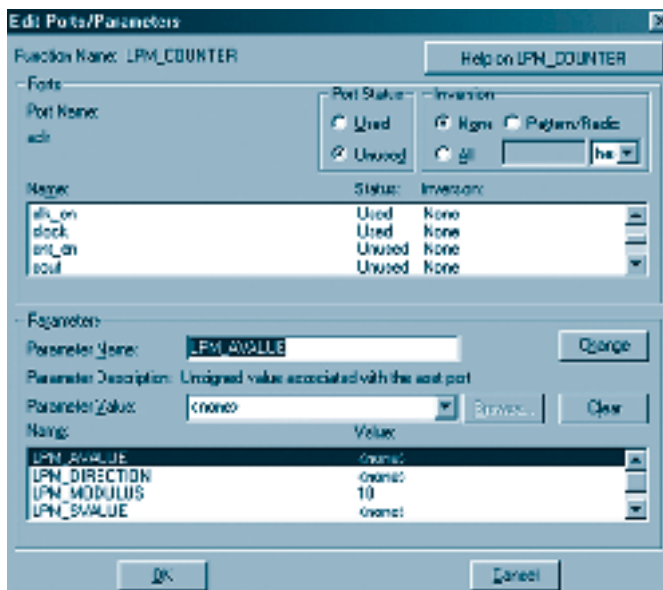 Edit Ports/Parameters
Function Name: LPM_COUNTER
Help on LPM_COUNTER
Ports
Port Name:
aclr
Port Status
Used
Unused
Inversion
None Pattern/Radix
All
hex
Name: Status: Inversion:
clk_en Used None
clock Used None
cnt_en Unused None
cout Unused None
Parameters
Parameter Name: LPM_AVALUE
Change
Parameter Description: Unsigned value associated with the aset port
Parameter Value: <none>
Browse...
Clear
Name: Value:
LPM_AVALUE <none>
LPM_DIRECTION <none>
LPM_MODULUS 10
LPM_SVALUE <none>
OK
Cancel